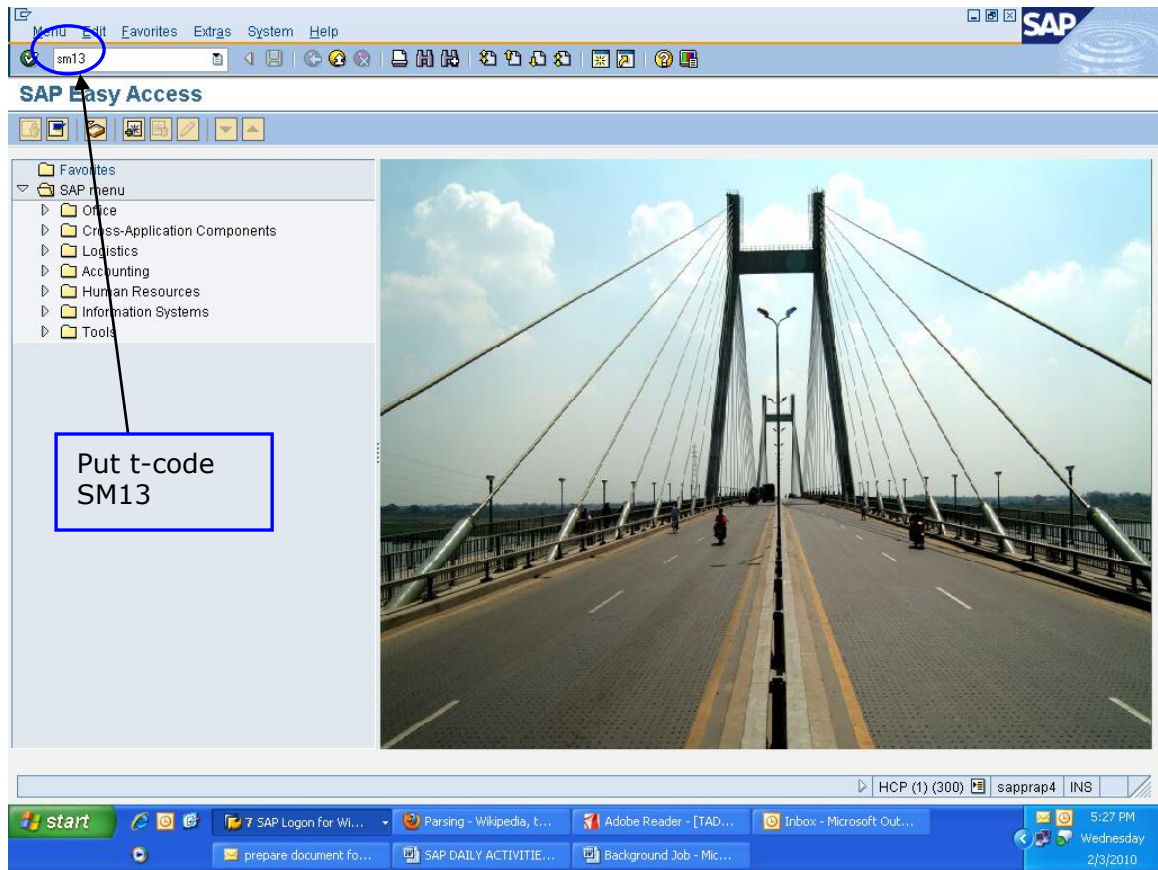 Menu Edit Favorites Extras System Help
SAP
sm13
SAP Easy Access
Favorites
SAP menu
Office
Cross-Application Components
Logistics
Accounting
Human Resources
Information Systems
Tools
Put t-code
SM13
HCP (1) (300) sapprap4 INS
start 7 SAP Logon for Wi... Parsing - Wikipedia, t... Adobe Reader - [TAD... Inbox - Microsoft Out... 5:27 PM
Wednesday
prepare document fo... SAP DAILY ACTIVITIE... Background Job - Mic... 2/3/2010